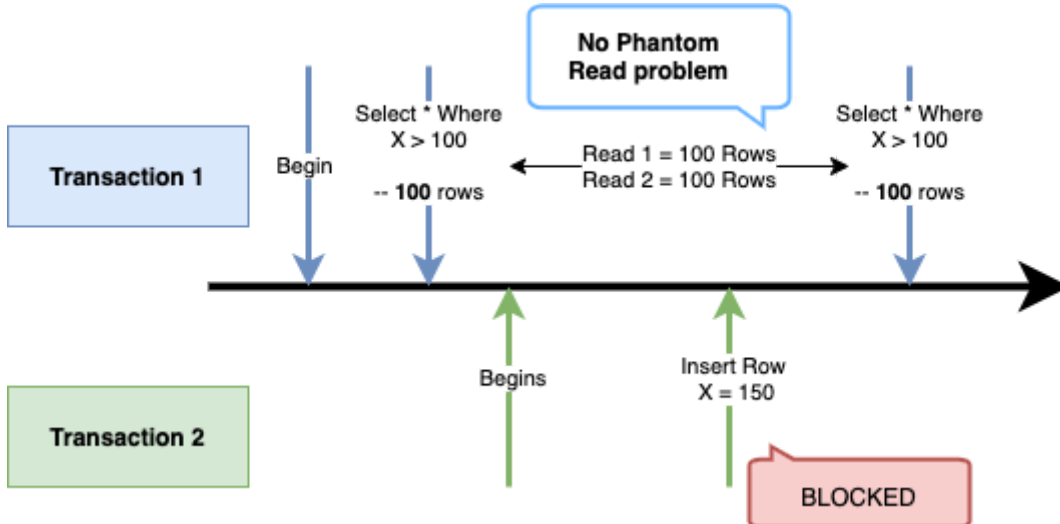 No Phantom
Read problem
Select * Where
X > 100
-- 100 rows
Select * Where
X > 100
-- 100 rows
Read 1 = 100 Rows
Read 2 = 100 Rows
Transaction 1
Begin
Begins
Insert Row
X = 150
Transaction 2
BLOCKED